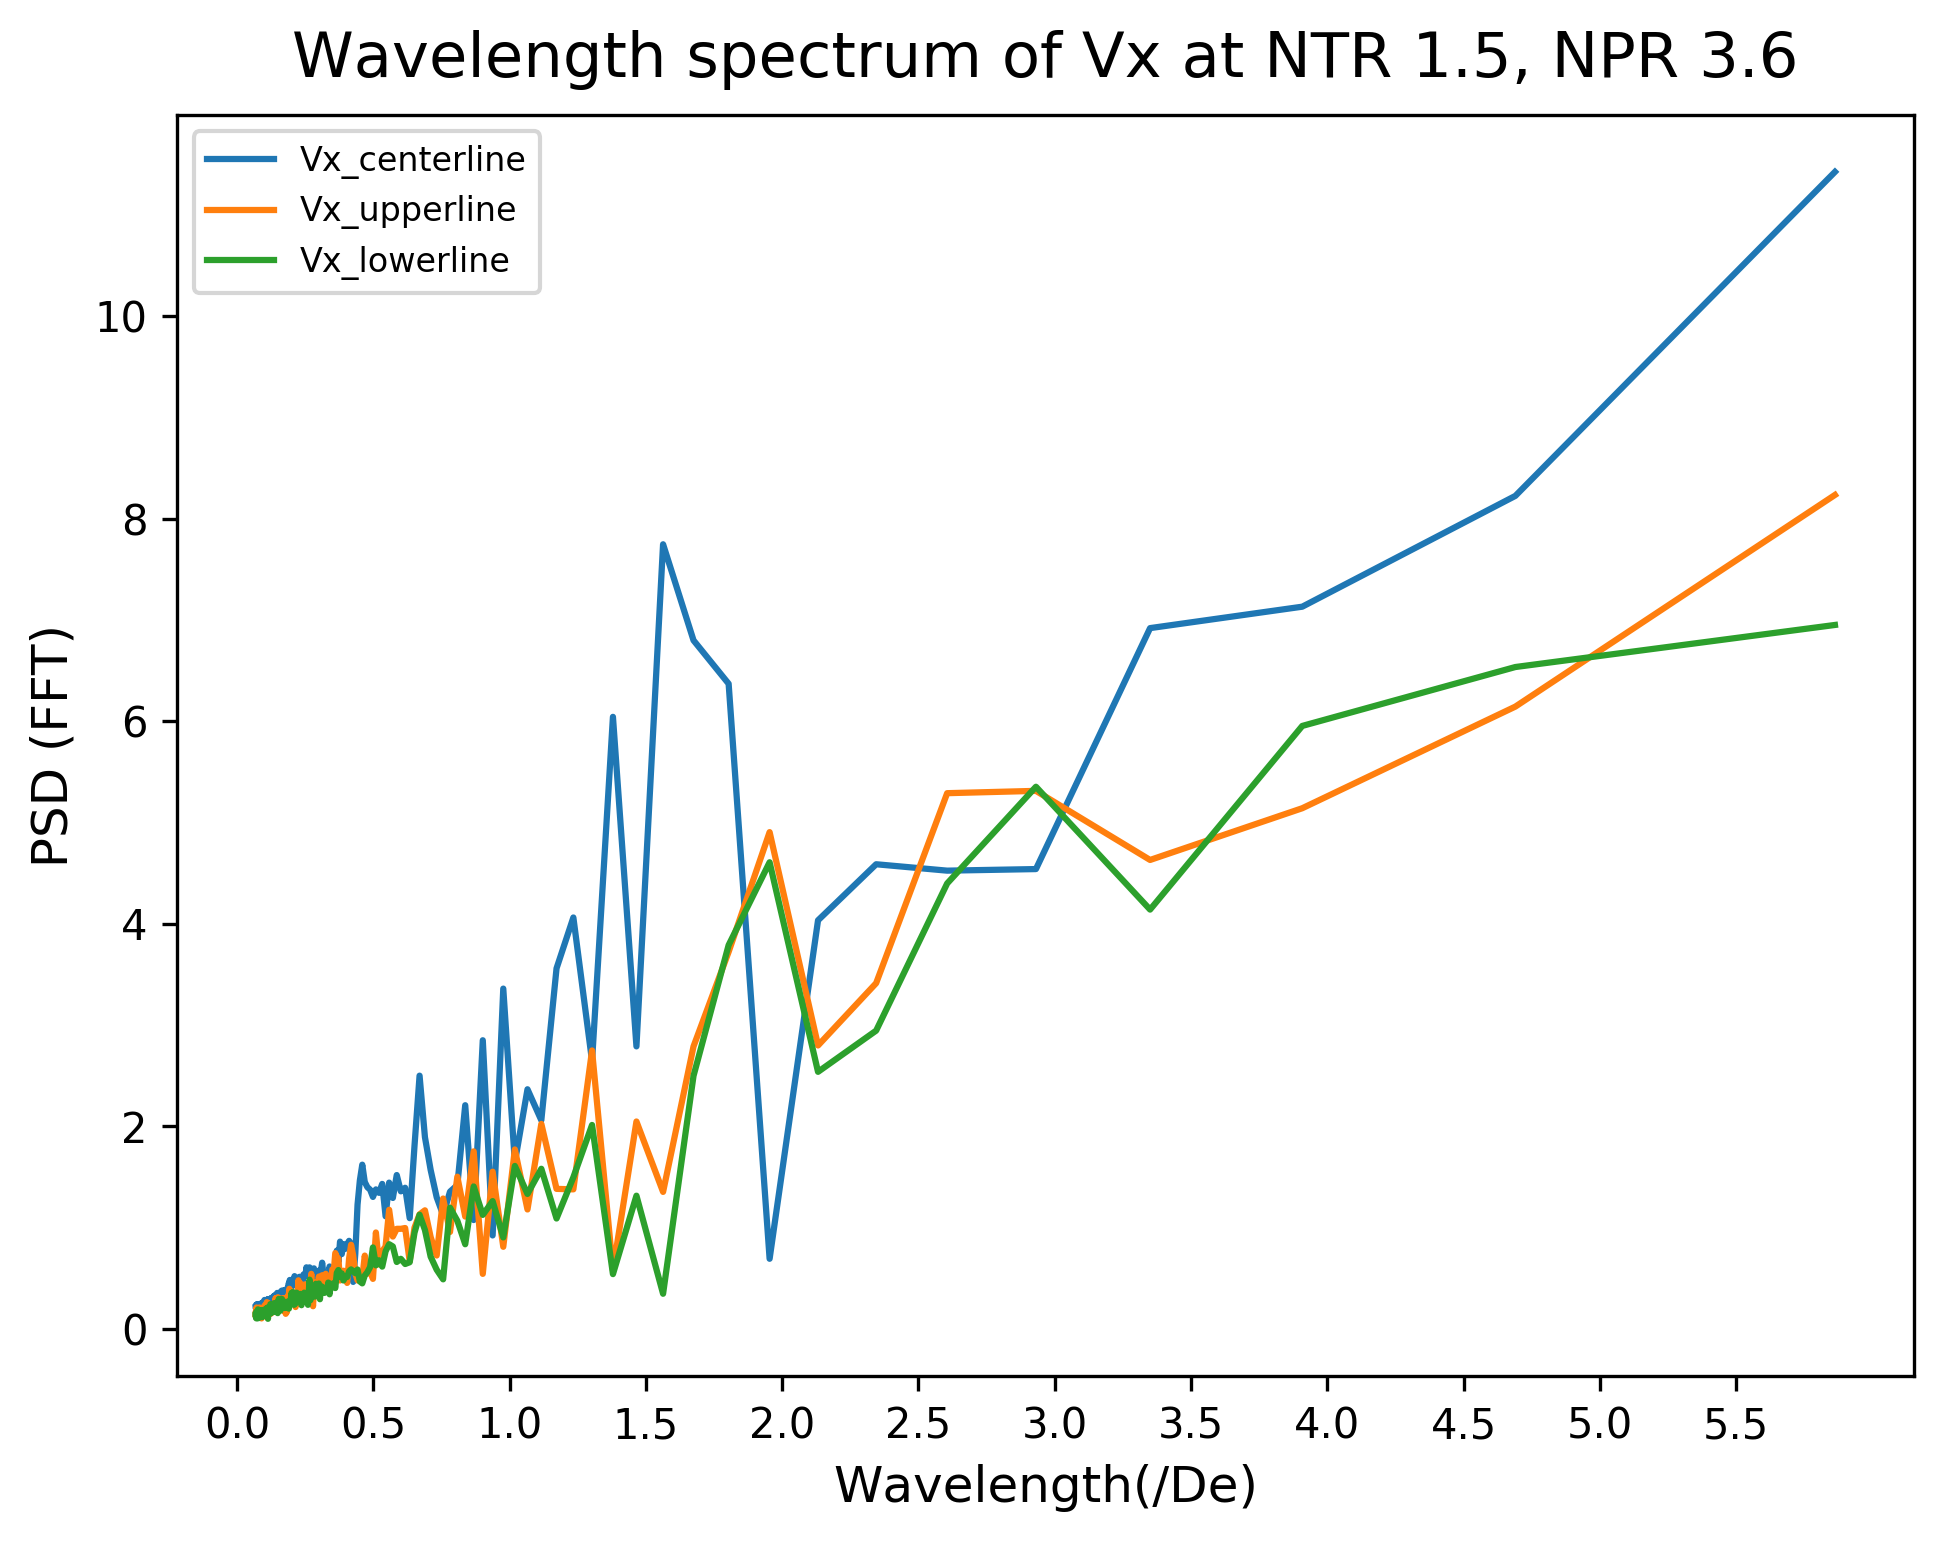 Wavelength spectrum of Vx at NTR 1.5, NPR 3.6
Vx_centerline
Vx_upperline
Vx_lowerline
PSD (FFT)
10
8
6
4
2
0
0.0 0.5 1.0 1.5 2.0 2.5 3.0 3.5 4.0 4.5 5.0 5.5
Wavelength(/De)